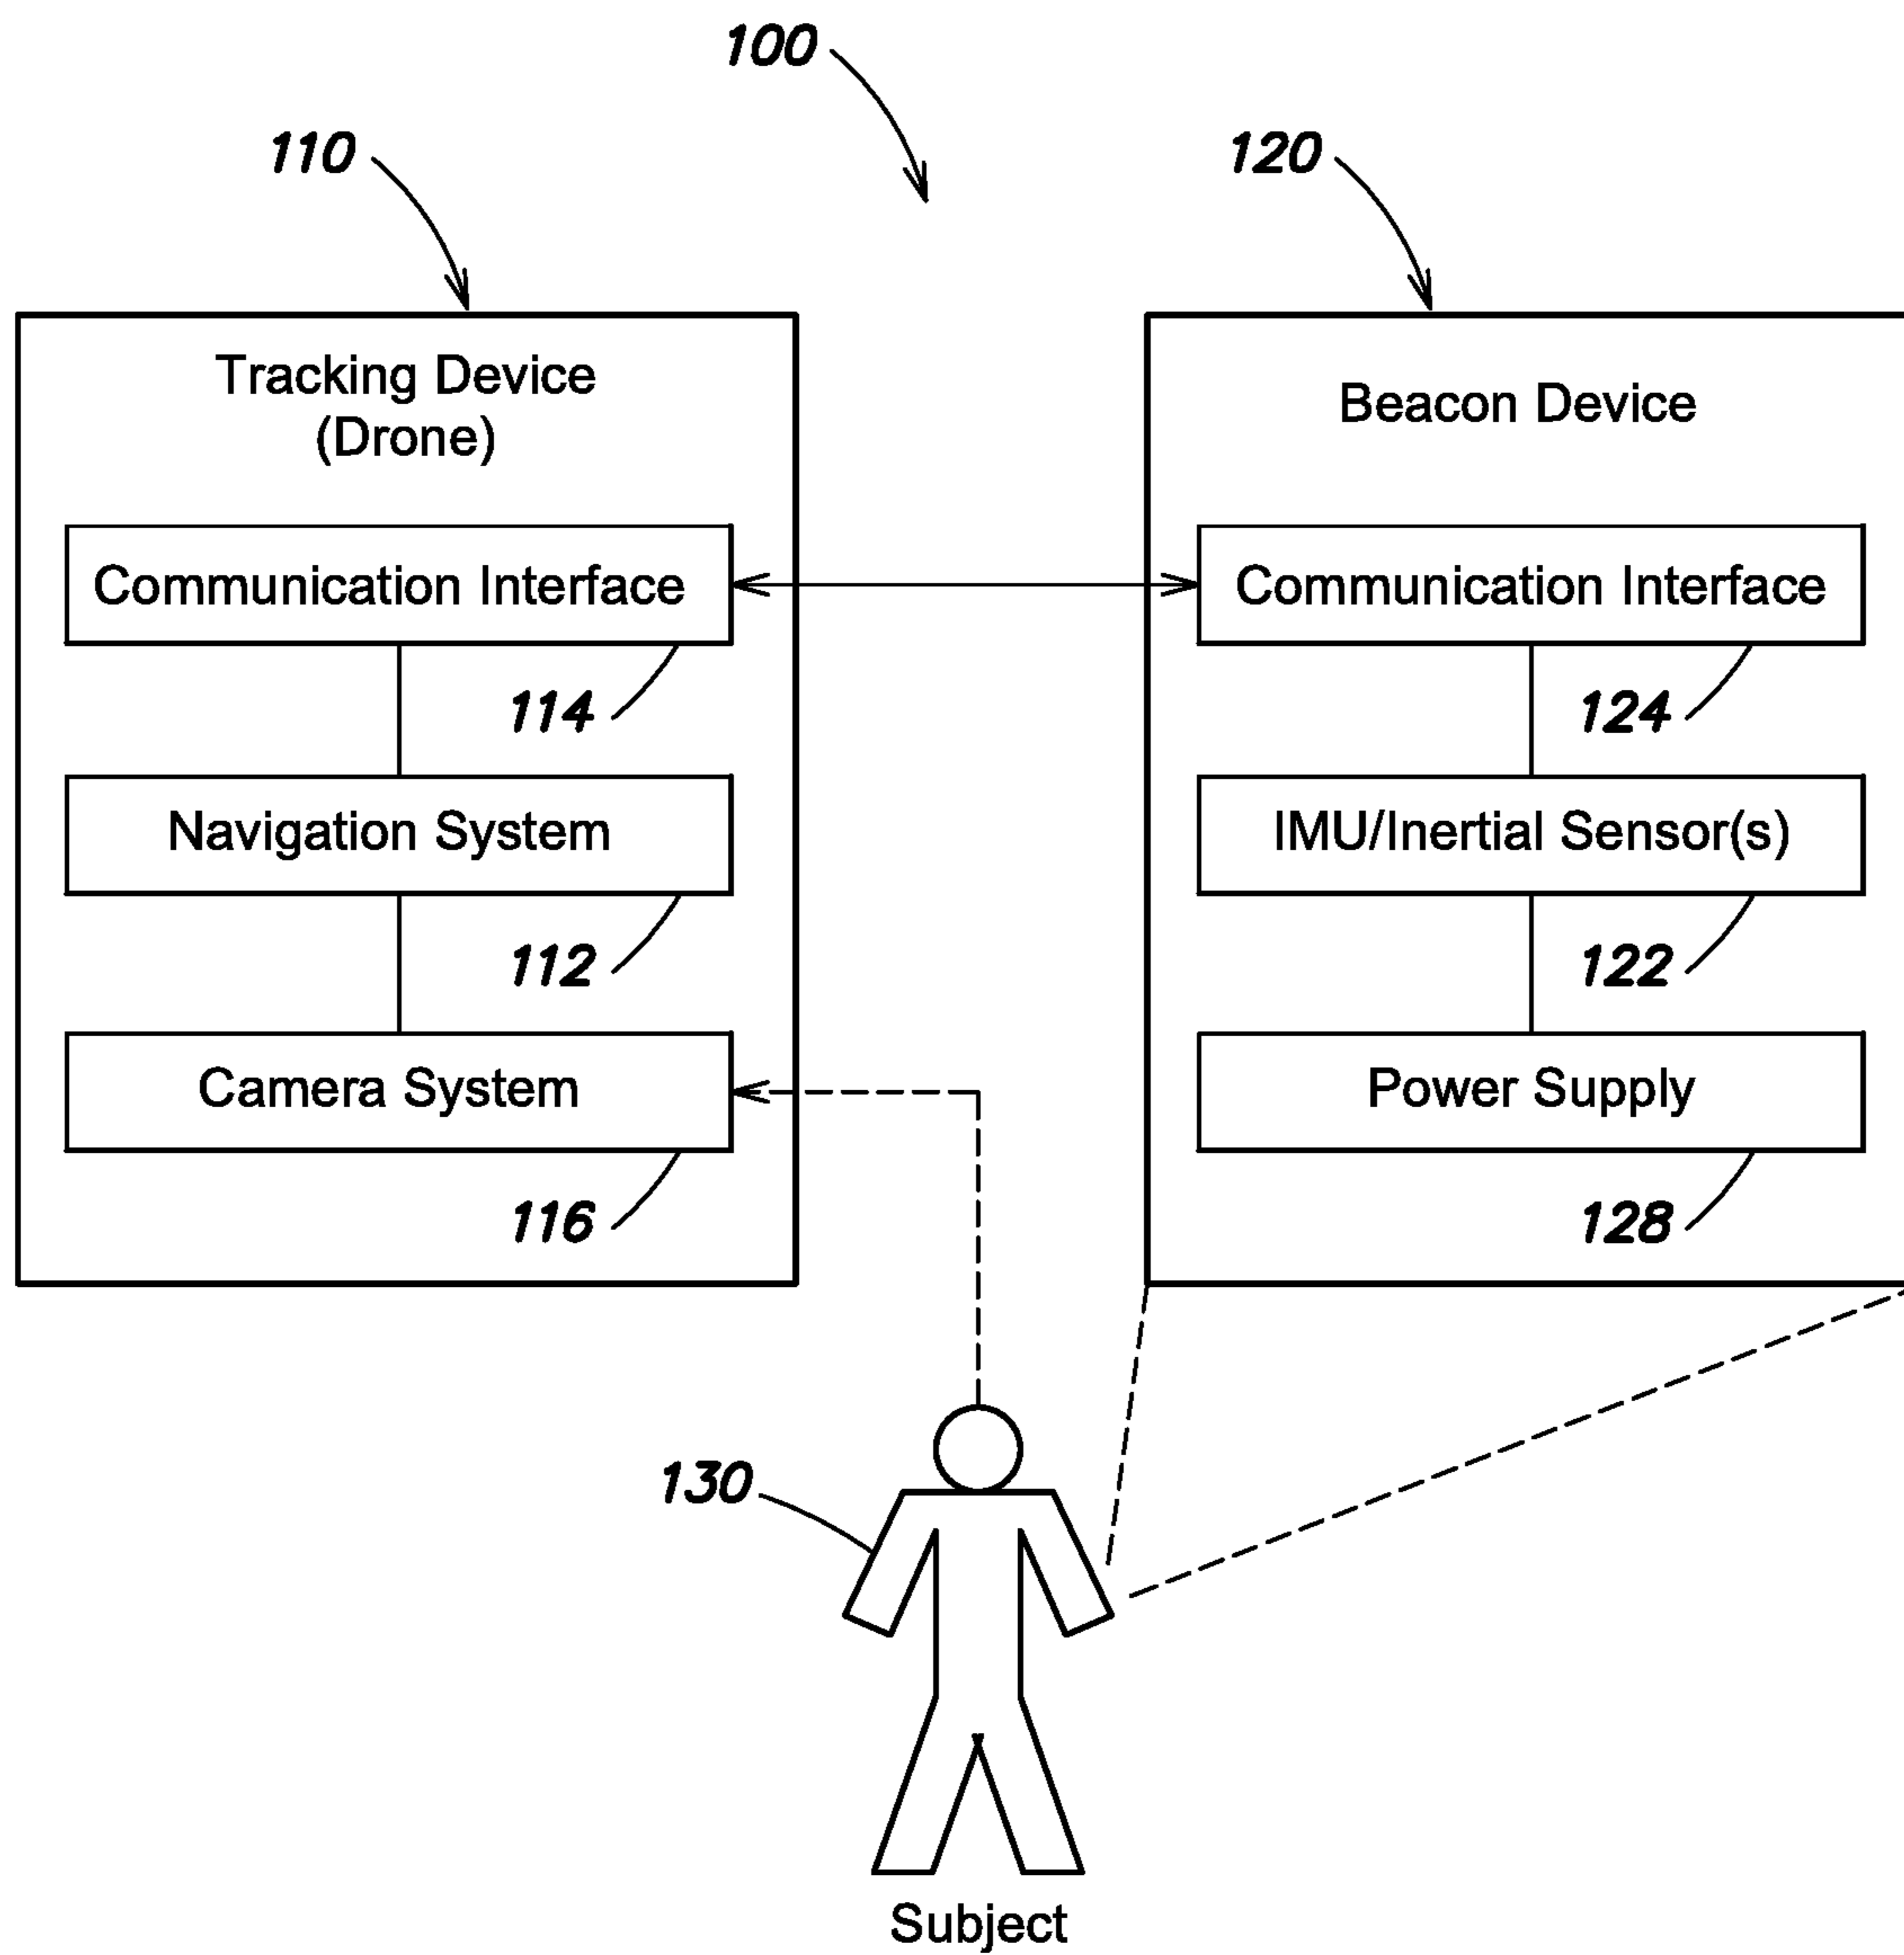 100
110
120
Tracking Device
(Drone)
Beacon Device
Communication Interface
Communication Interface
114
124
Navigation System
IMU/Inertial Sensor(s)
112
122
Camera System
Power Supply
116
128
130
Subject